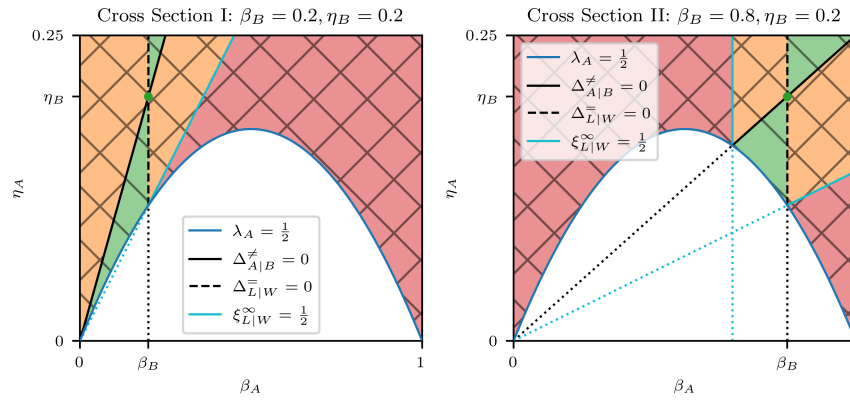 Cross Section I: β_B = 0.2, η_B = 0.2
0.25
η_B
η_A
0
λ_A = 1/2
Δ^≠_{A|B} = 0
Δ^=_{L|W} = 0
ξ^∞_{L|W} = 1/2
0
β_B
1
β_A
Cross Section II: β_B = 0.8, η_B = 0.2
0.25
η_B
η_A
0
λ_A = 1/2
Δ^≠_{A|B} = 0
Δ^=_{L|W} = 0
ξ^∞_{L|W} = 1/2
0
β_B
β_A